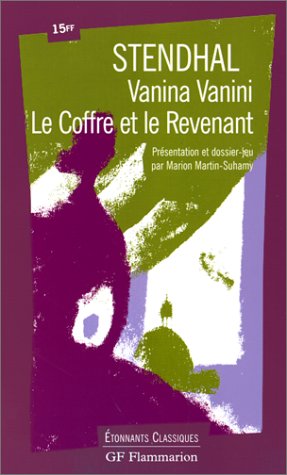 15FF
STENDHAL
Vanina Vanini
Le Coffre et le Revenant
Présentation et dossier-jeu
par Marion Martin-Suhamy
ÉTONNANTS CLASSIQUES
GF Flammarion